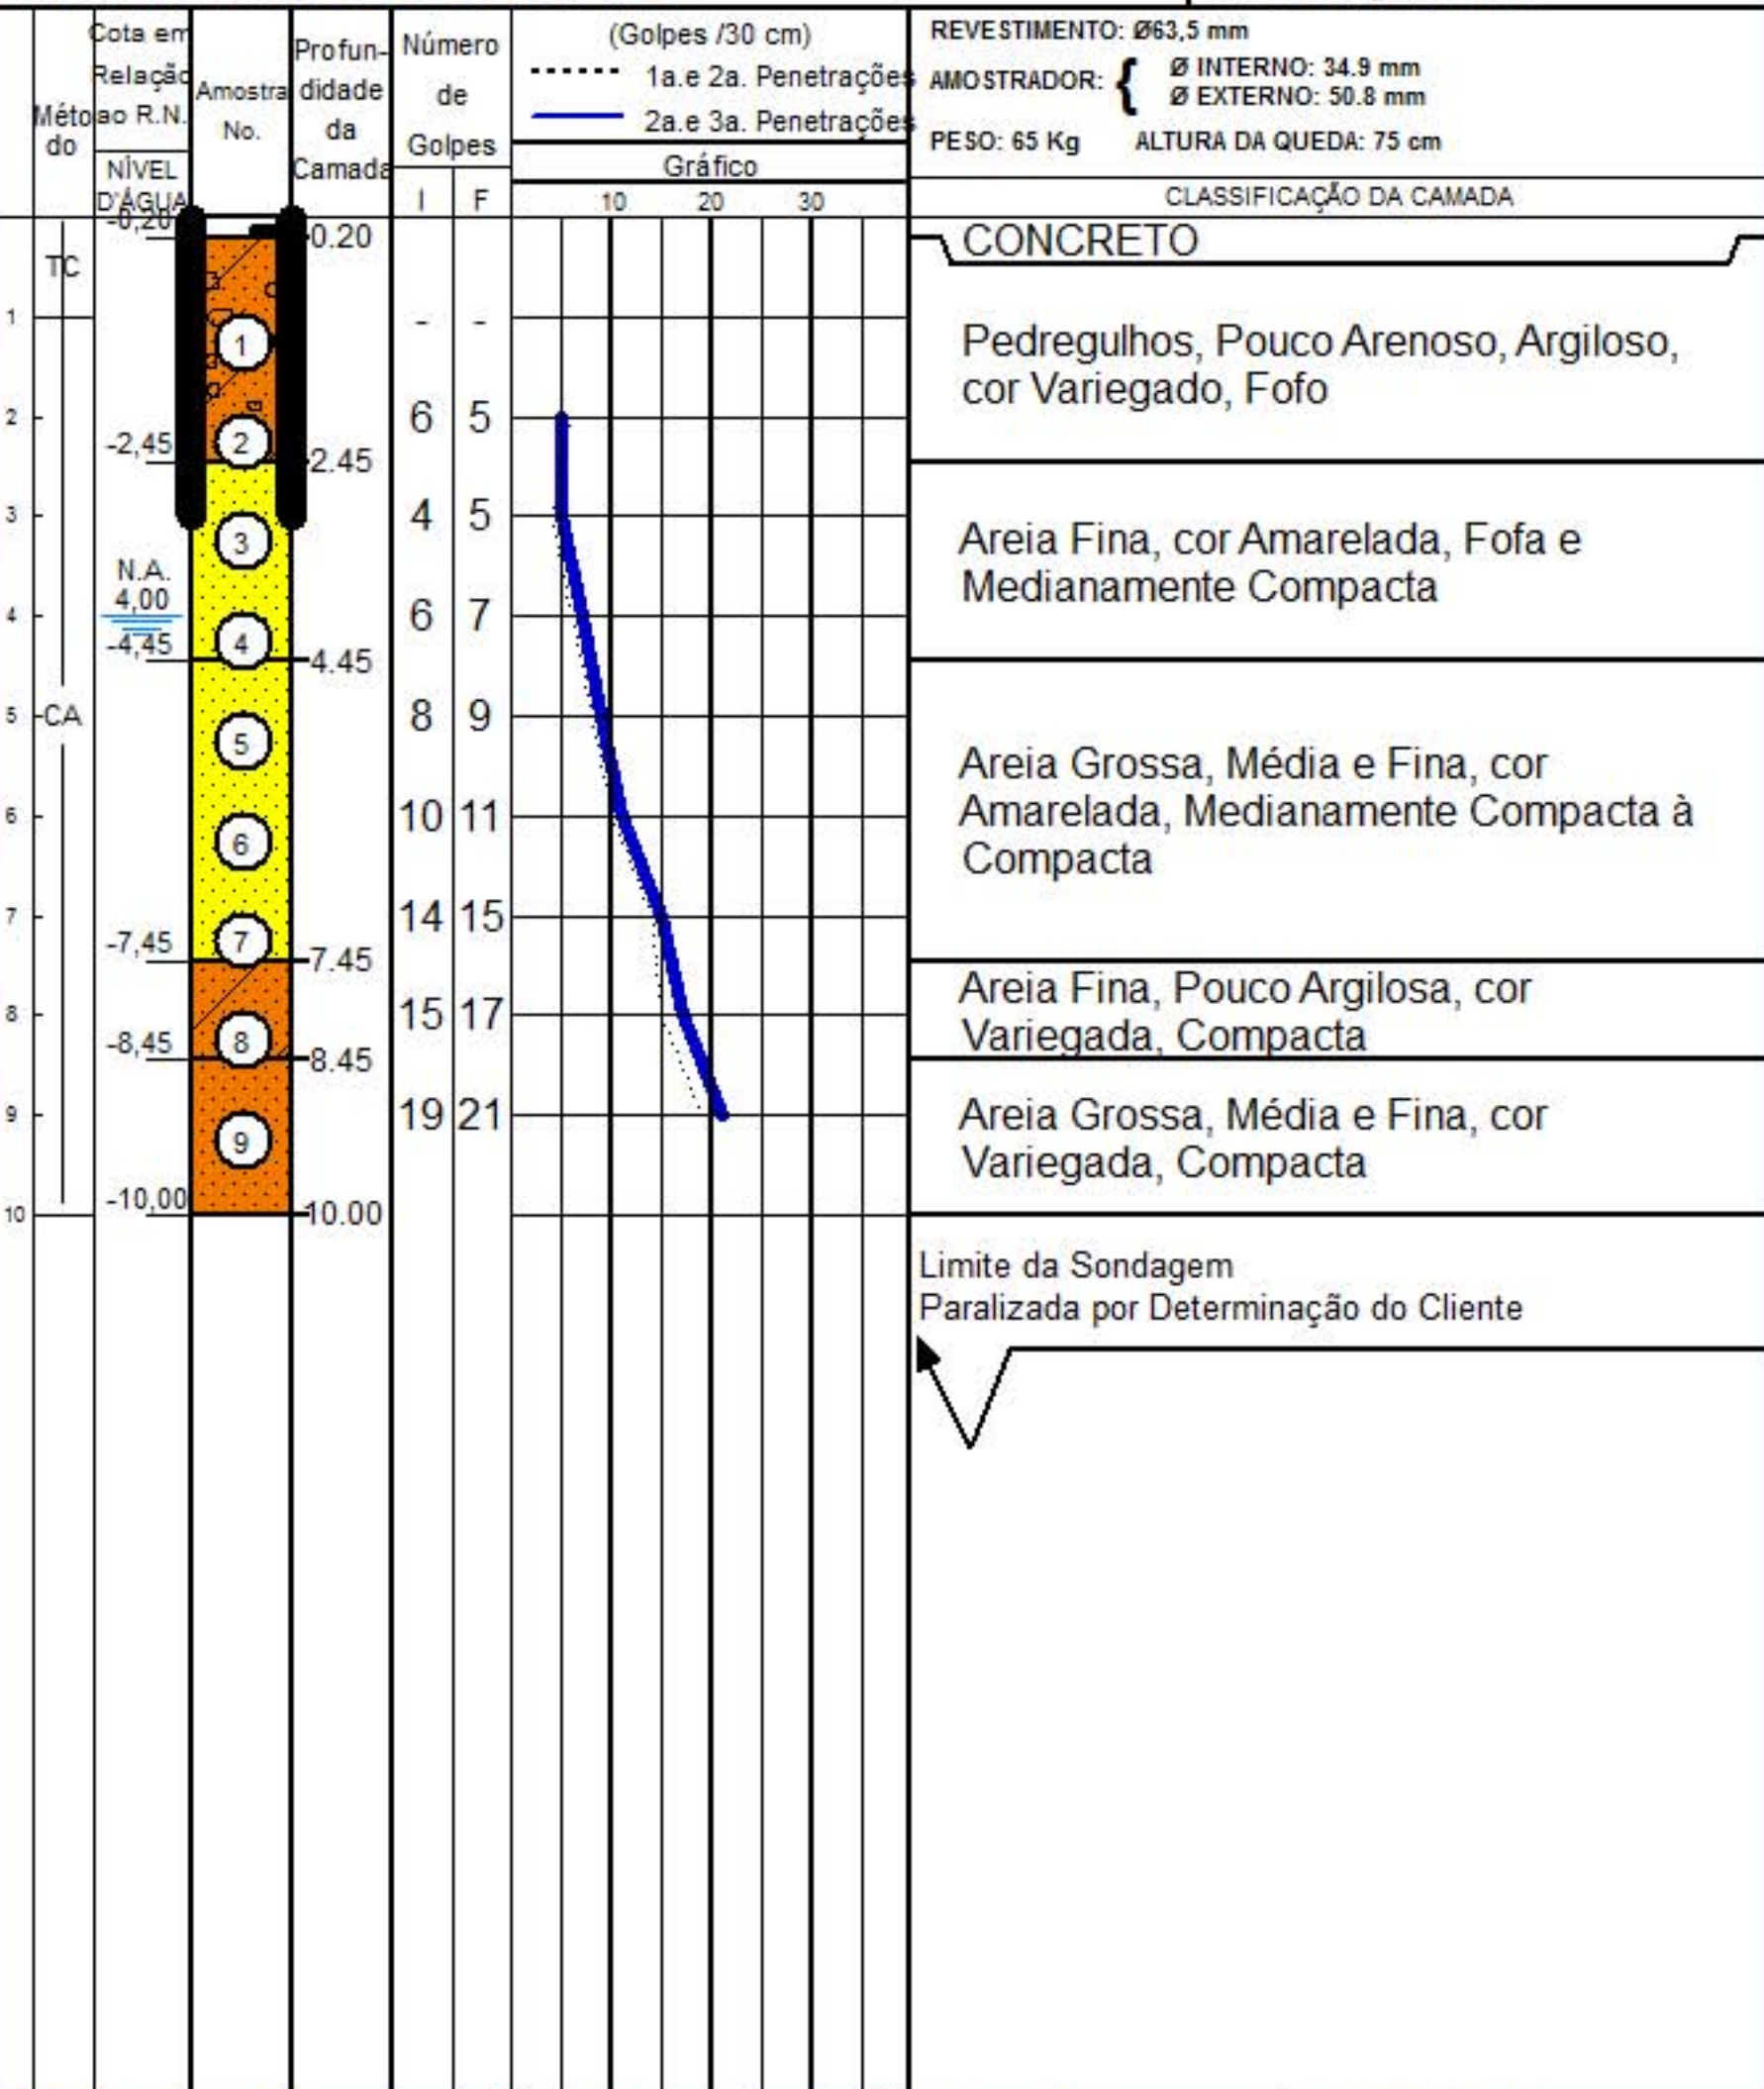 Cota em
Relação
ao R.N.
NÍVEL
D'ÁGUA
Méto
do
Amostra
No.
Profun-
didade
da
Camada
Número
de
Golpes
I F
(Golpes /30 cm)
1a.e 2a. Penetrações
2a.e 3a. Penetrações
Gráfico
10 20 30
REVESTIMENTO: Ø63,5 mm
AMOSTRADOR: { Ø INTERNO: 34.9 mm
Ø EXTERNO: 50.8 mm
PESO: 65 Kg ALTURA DA QUEDA: 75 cm
CLASSIFICAÇÃO DA CAMADA
-0,20 0.20
CONCRETO
TC
1 - -
1
Pedregulhos, Pouco Arenoso, Argiloso,
cor Variegado, Fofo
2 6 5
-2,45 2 2.45
3 4 5
3
Areia Fina, cor Amarelada, Fofa e
Medianamente Compacta
N.A.
4,00
4 6 7
-4,45 4 4.45
5 CA 8 9
5
Areia Grossa, Média e Fina, cor
Amarelada, Medianamente Compacta à
Compacta
6 10 11
6
7 14 15
-7,45 7 7.45
Areia Fina, Pouco Argilosa, cor
Variegada, Compacta
8 15 17
-8,45 8 8.45
9 19 21
9
Areia Grossa, Média e Fina, cor
Variegada, Compacta
10 -10,00 10.00
Limite da Sondagem
Paralizada por Determinação do Cliente